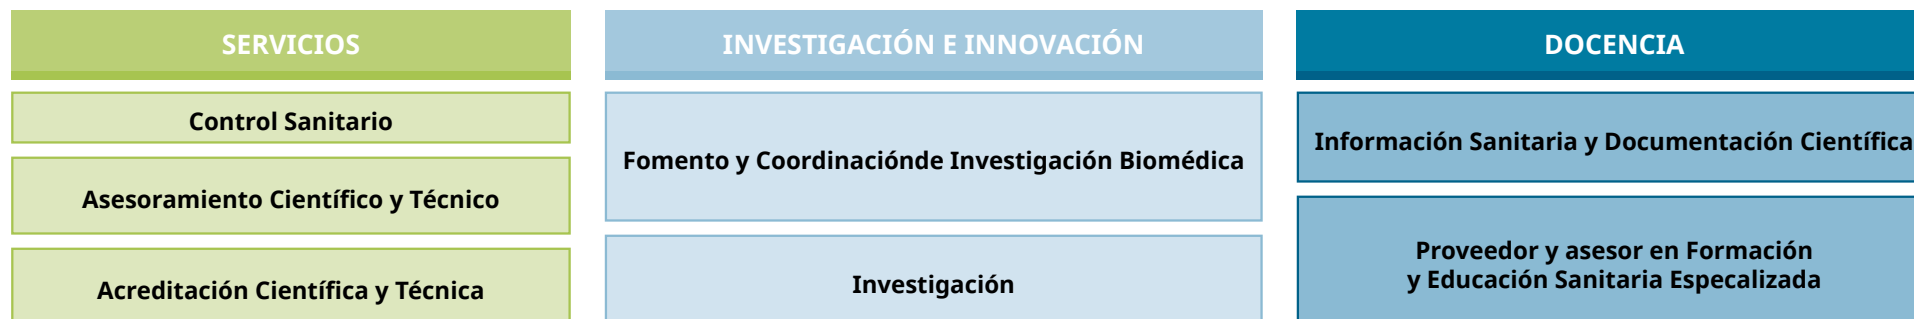 SERVICIOS
Control Sanitario
Asesoramiento Científico y Técnico
Acreditación Científica y Técnica
INVESTIGACIÓN E INNOVACIÓN
Fomento y Coordinaciónde Investigación Biomédica
Investigación
DOCENCIA
Información Sanitaria y Documentación Científica
Proveedor y asesor en Formación
y Educación Sanitaria Especalizada